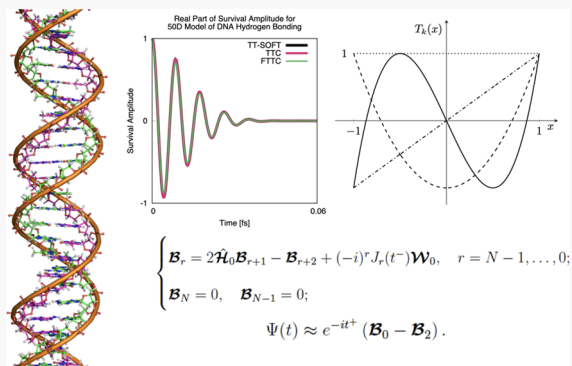 Real Part of Survival Amplitude for
50D Model of DNA Hydrogen Bonding
TT-SOFT
TTC
FTTC
Survival Amplitude
1
0
-1
0
0.06
Time [fs]
T_k(x)
1
−1
1
x
𝓑_r = 2𝓗̂_0𝓑_{r+1} − 𝓑_{r+2} + (−i)^r J_r(t^−)𝓦_0, r = N − 1, . . . , 0;
𝓑_N = 0, 𝓑_{N−1} = 0;
Ψ(t) ≈ e^{−it^+} (𝓑_0 − 𝓑_2) .